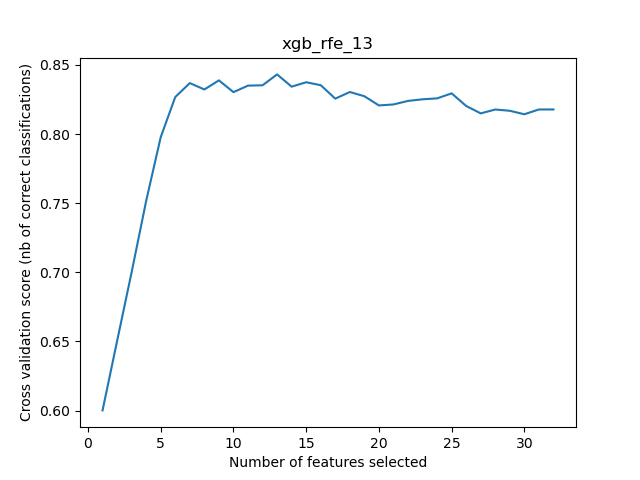 xgb_rfe_13
Cross validation score (nb of correct classifications)
0.85
0.80
0.75
0.70
0.65
0.60
0 5 10 15 20 25 30
Number of features selected